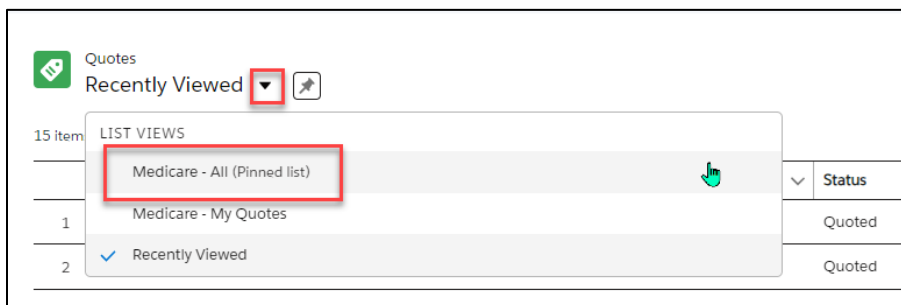 Quotes
Recently Viewed
15 item
LIST VIEWS
Medicare - All (Pinned list)
Status
1
Medicare - My Quotes
Quoted
Recently Viewed
2
Quoted